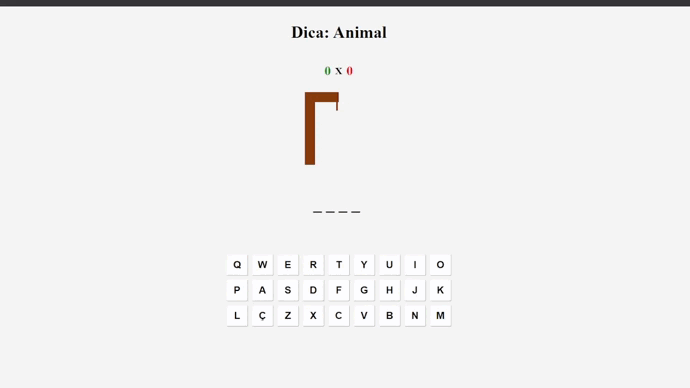 Dica: Animal
0 x 0
_ _ _ _
Q W E R T Y U I O
P A S D F G H J K
L Ç Z X C V B N M